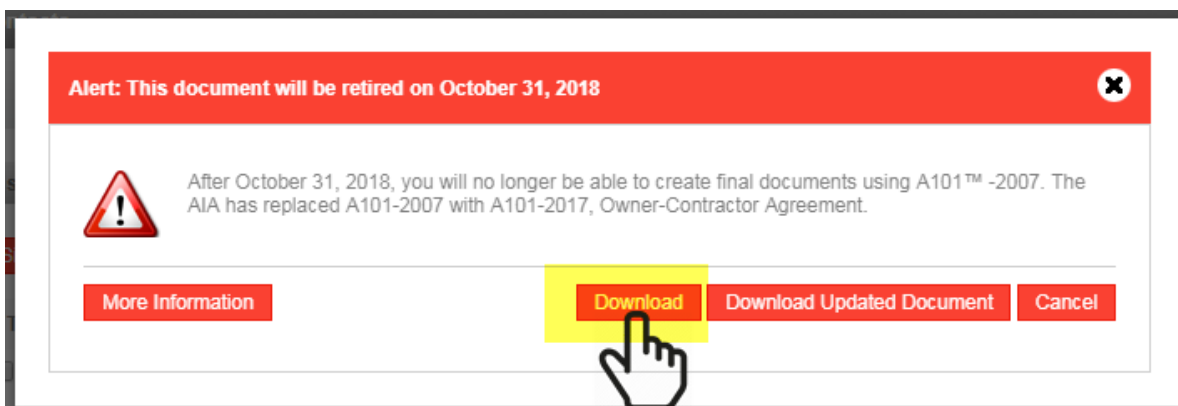 Alert: This document will be retired on October 31, 2018
After October 31, 2018, you will no longer be able to create final documents using A101™ -2007. The
AIA has replaced A101-2007 with A101-2017, Owner-Contractor Agreement.
More Information
Download
Download Updated Document
Cancel